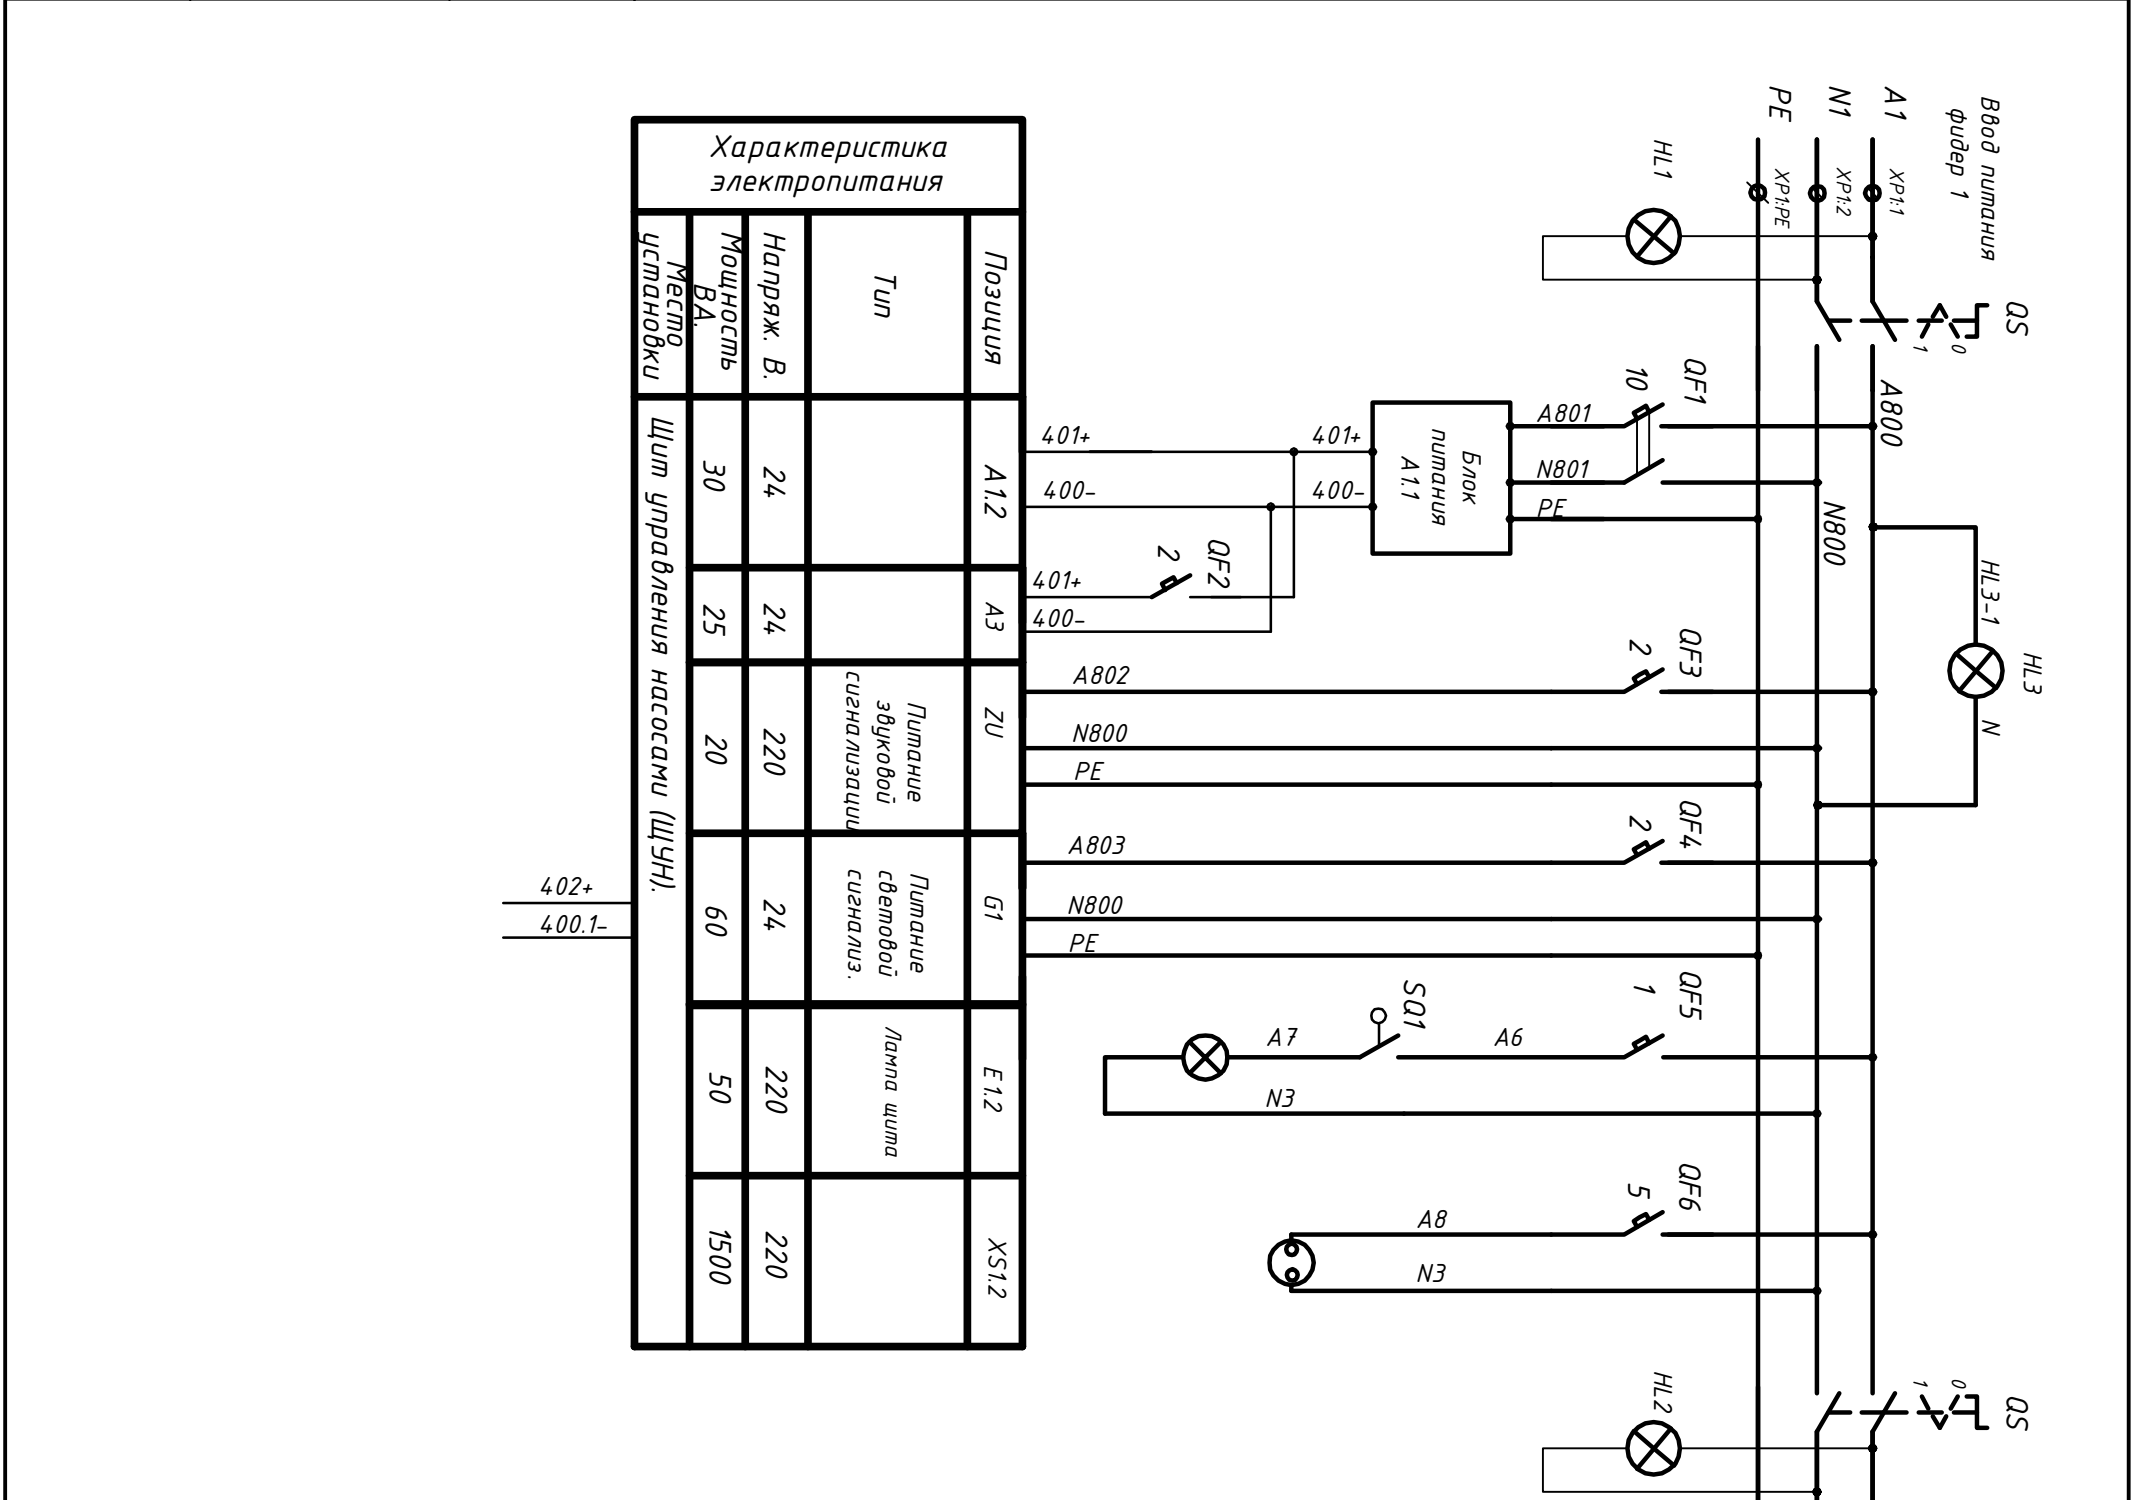 Ввод питания
фидер 1
A1
N1
PE
XP1:1
XP1:2
XP1:PE
HL1
QS
0
1
A800
N800
HL3-1
HL3
N
QF1
10
A801
N801
PE
Блок
питания
A1.1
401+
400-
401+
400-
QF2
2
401+
400-
QF3
2
A802
N800
PE
QF4
2
A803
N800
PE
QF5
1
A6
SQ1
A7
N3
QF6
5
A8
N3
QS
0
1
HL2
Характеристика
электропитания
Позиция
A1.2
A3
ZU
G1
E1.2
XS1.2
Тип
Питание
звуковой
сигнализации
Питание
световой
сигнализ.
Лампа щита
Напряж. В.
24
24
220
24
220
220
Мощность
ВА.
30
25
20
60
50
1500
Место
установки
Щит управления насосами (ЩУН).
402+
400.1-